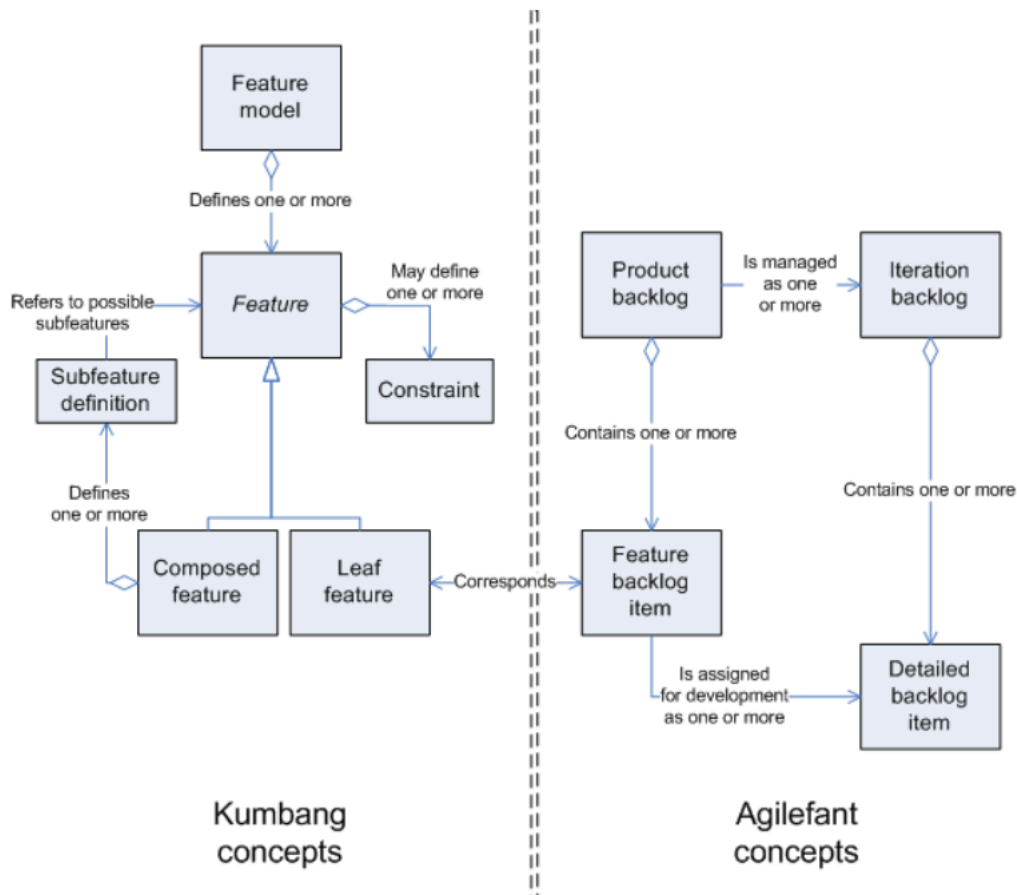 Feature
model
Defines one or more
Feature
May define
one or more
Refers to possible
subfeatures
Subfeature
definition
Constraint
Defines
one or more
Composed
feature
Leaf
feature
Corresponds
Product
backlog
Is managed
as one
or more
Iteration
backlog
Contains one or more
Contains one or more
Feature
backlog
item
Is assigned
for development
as one or more
Detailed
backlog
item
Kumbang
concepts
Agilefant
concepts